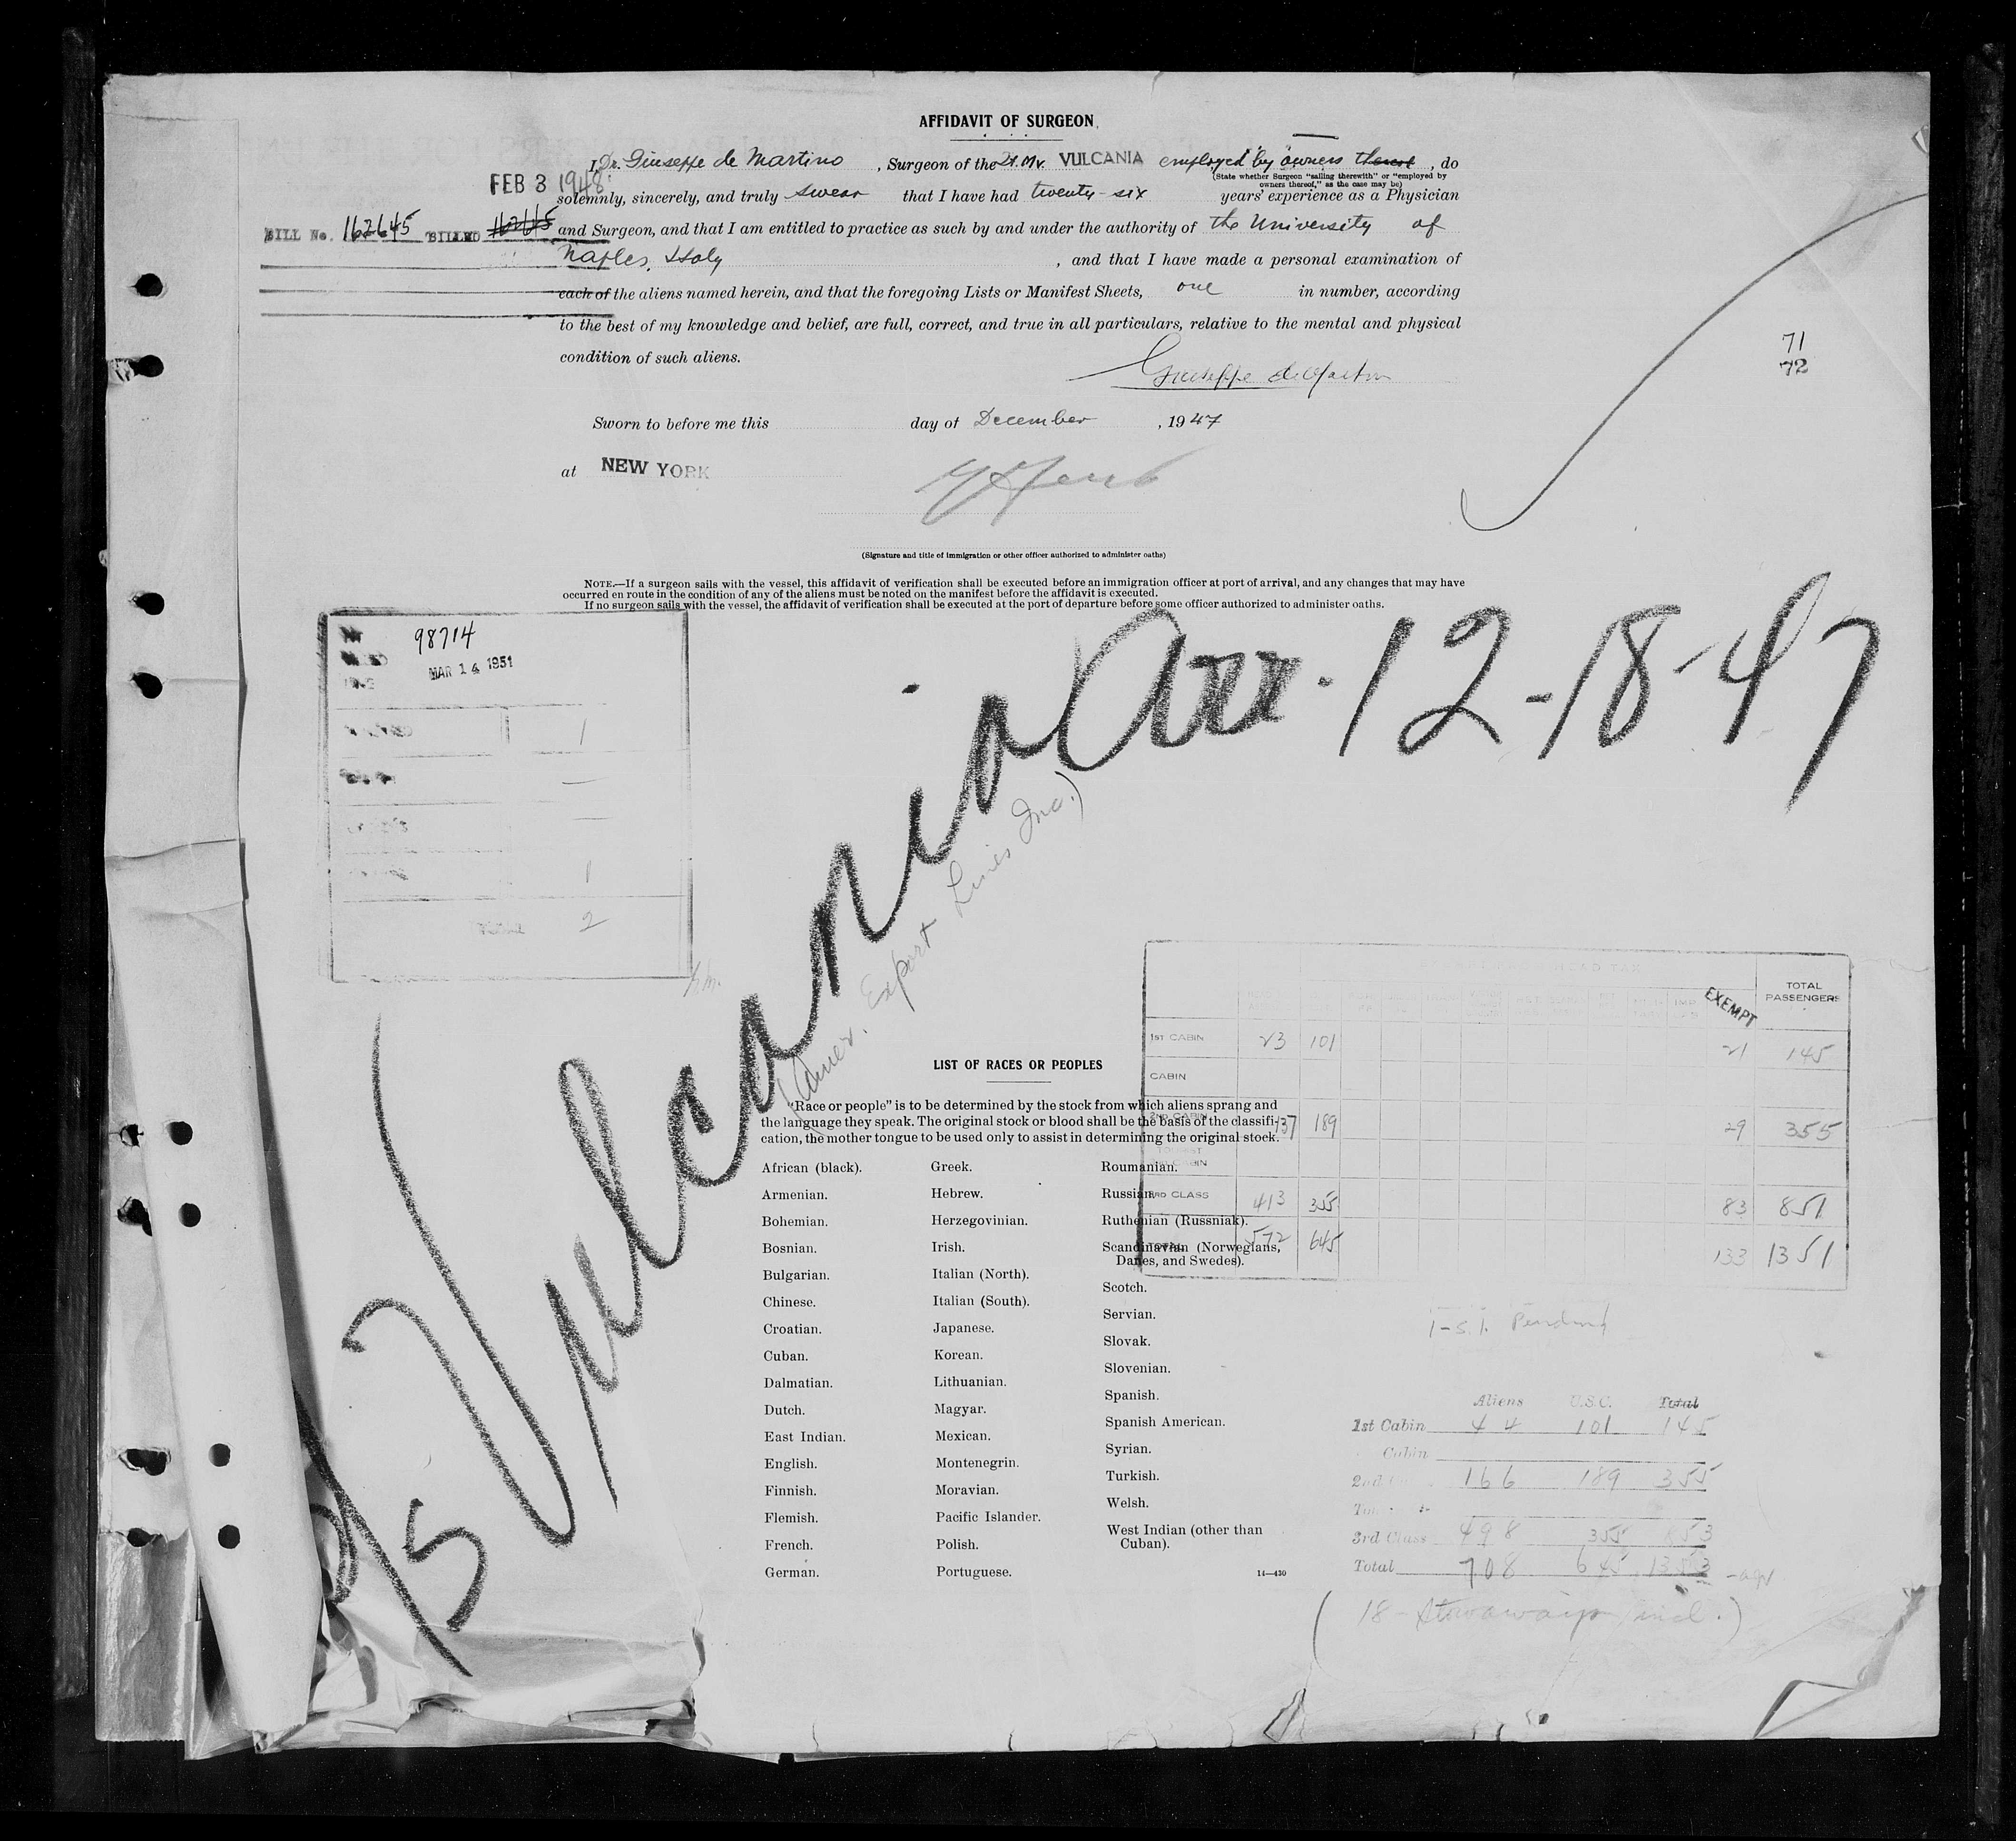 AFFIDAVIT OF SURGEON
I, Dr. Giuseppe de Martino, Surgeon of the VULCANIA employed by owners thereof, do
(State whether Surgeon "sailing therewith" or "employed by
owners thereof," as the case may be)
FEB 3 1948
solemnly, sincerely, and truly swear that I have had twenty-six years' experience as a Physician
BILL No. 162645 BILLED 162645
and Surgeon, and that I am entitled to practice as such by and under the authority of the University of
Naples, Italy, and that I have made a personal examination of
each of the aliens named herein, and that the foregoing Lists or Manifest Sheets, one in number, according
to the best of my knowledge and belief, are full, correct, and true in all particulars, relative to the mental and physical
condition of such aliens.
71
72
Giuseppe de Martino
Sworn to before me this day of December, 1947
at NEW YORK
(Signature and title of immigration or other officer authorized to administer oaths)
NOTE.—If a surgeon sails with the vessel, this affidavit of verification shall be executed before an immigration officer at port of arrival, and any changes that may have
occurred en route in the condition of any of the aliens must be noted on the manifest before the affidavit is executed.
If no surgeon sails with the vessel, the affidavit of verification shall be executed at the port of departure before some officer authorized to administer oaths.
98714
MAR 14 1951
1
—
—
1
2
Vulcania Arr. 12-18-47
(Amer. Export Lines Inc.)
EXEMPT TOTAL PASSENGERS
1ST CABIN 23 101 21 145
CABIN
2ND CABIN 137 189 29 355
3RD CLASS 413 355 83 851
572 645 133 1351
LIST OF RACES OR PEOPLES
"Race or people" is to be determined by the stock from which aliens sprang and
the language they speak. The original stock or blood shall be the basis of the classifi-
cation, the mother tongue to be used only to assist in determining the original stock.
African (black).
Armenian.
Bohemian.
Bosnian.
Bulgarian.
Chinese.
Croatian.
Cuban.
Dalmatian.
Dutch.
East Indian.
English.
Finnish.
Flemish.
French.
German.
Greek.
Hebrew.
Herzegovinian.
Irish.
Italian (North).
Italian (South).
Japanese.
Korean.
Lithuanian.
Magyar.
Mexican.
Montenegrin.
Moravian.
Pacific Islander.
Polish.
Portuguese.
Roumanian.
Russian.
Ruthenian (Russniak).
Scandinavian (Norwegians,
Danes, and Swedes).
Scotch.
Servian.
Slovak.
Slovenian.
Spanish.
Spanish American.
Syrian.
Turkish.
Welsh.
West Indian (other than
Cuban).
14—430
1-S.I. Pending
Aliens U.S.C. Total
1st Cabin 44 101 145
Cabin
2nd 166 189 355
3rd Class 498 355 853
Total 708 645 1353
(18 - Stowaways incl.)